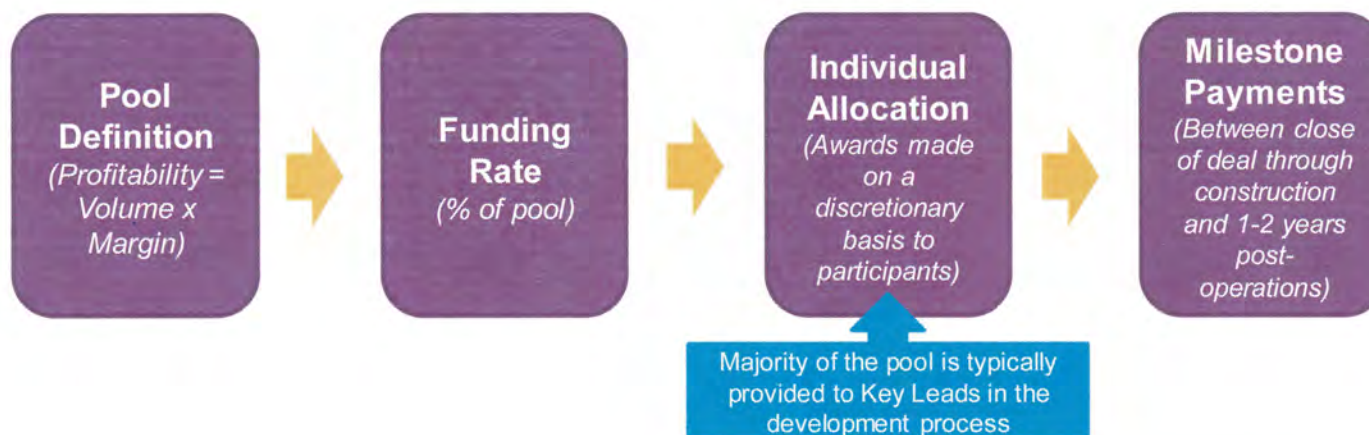 Pool
Definition
(Profitability =
Volume x
Margin)
Funding
Rate
(% of pool)
Individual
Allocation
(Awards made
on a
discretionary
basis to
participants)
Milestone
Payments
(Between close
of deal through
construction
and 1-2 years
post-
operations)
Majority of the pool is typically
provided to Key Leads in the
development process